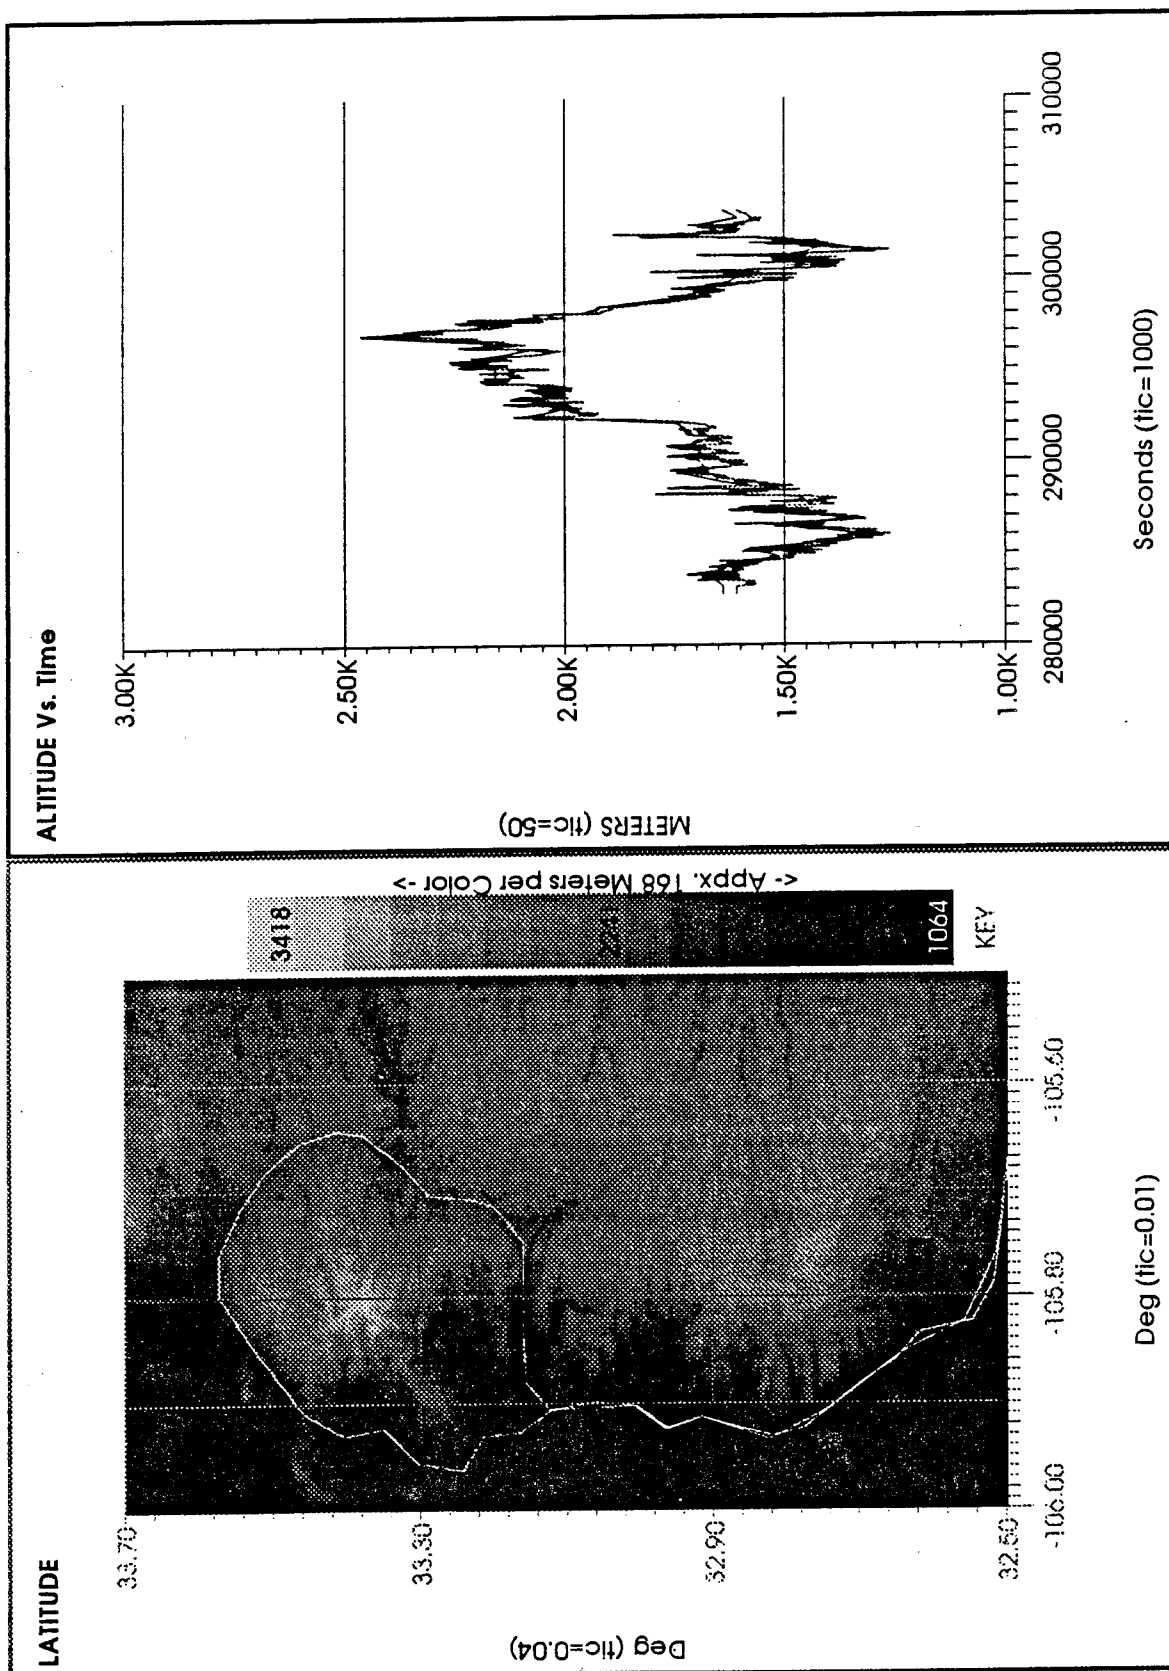 LATITUDE
Deg (tic=0.04)
33.70
33.30
32.90
32.50
-106.00
-105.80
-105.60
Deg (tic=0.01)
3418
2241
1064
KEY
<- Appx. 168 Meters per Color ->
ALTITUDE Vs. Time
METERS (tic=50)
3.00K
2.50K
2.00K
1.50K
1.00K
280000
290000
300000
310000
Seconds (tic=1000)